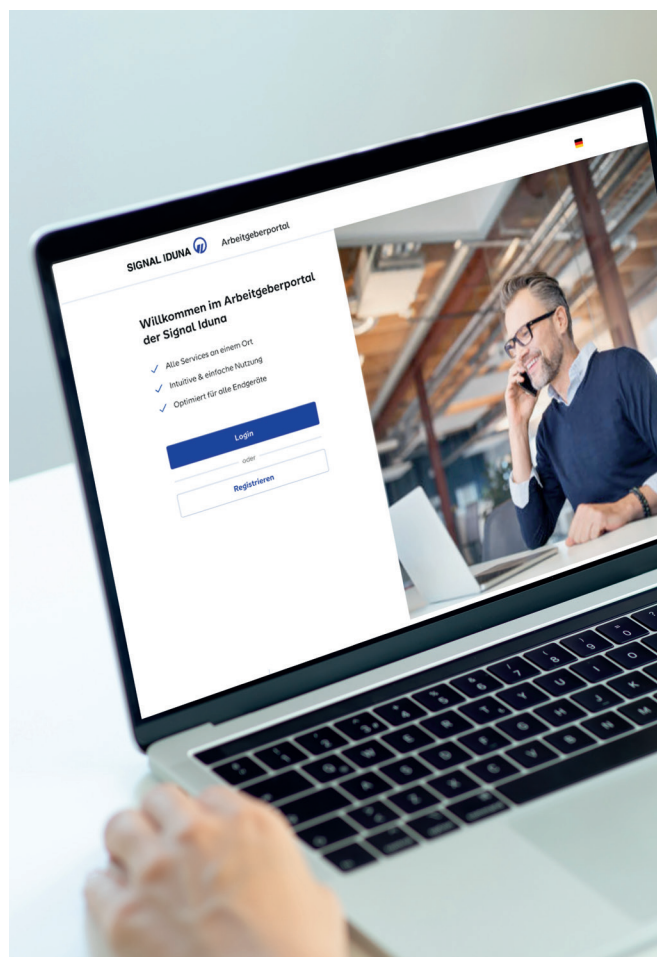 SIGNAL IDUNA
Arbeitgeberportal
Willkommen im Arbeitgeberportal
der Signal Iduna
Alle Services an einem Ort
Intuitive & einfache Nutzung
Optimiert für alle Endgeräte
Login
oder
Registrieren